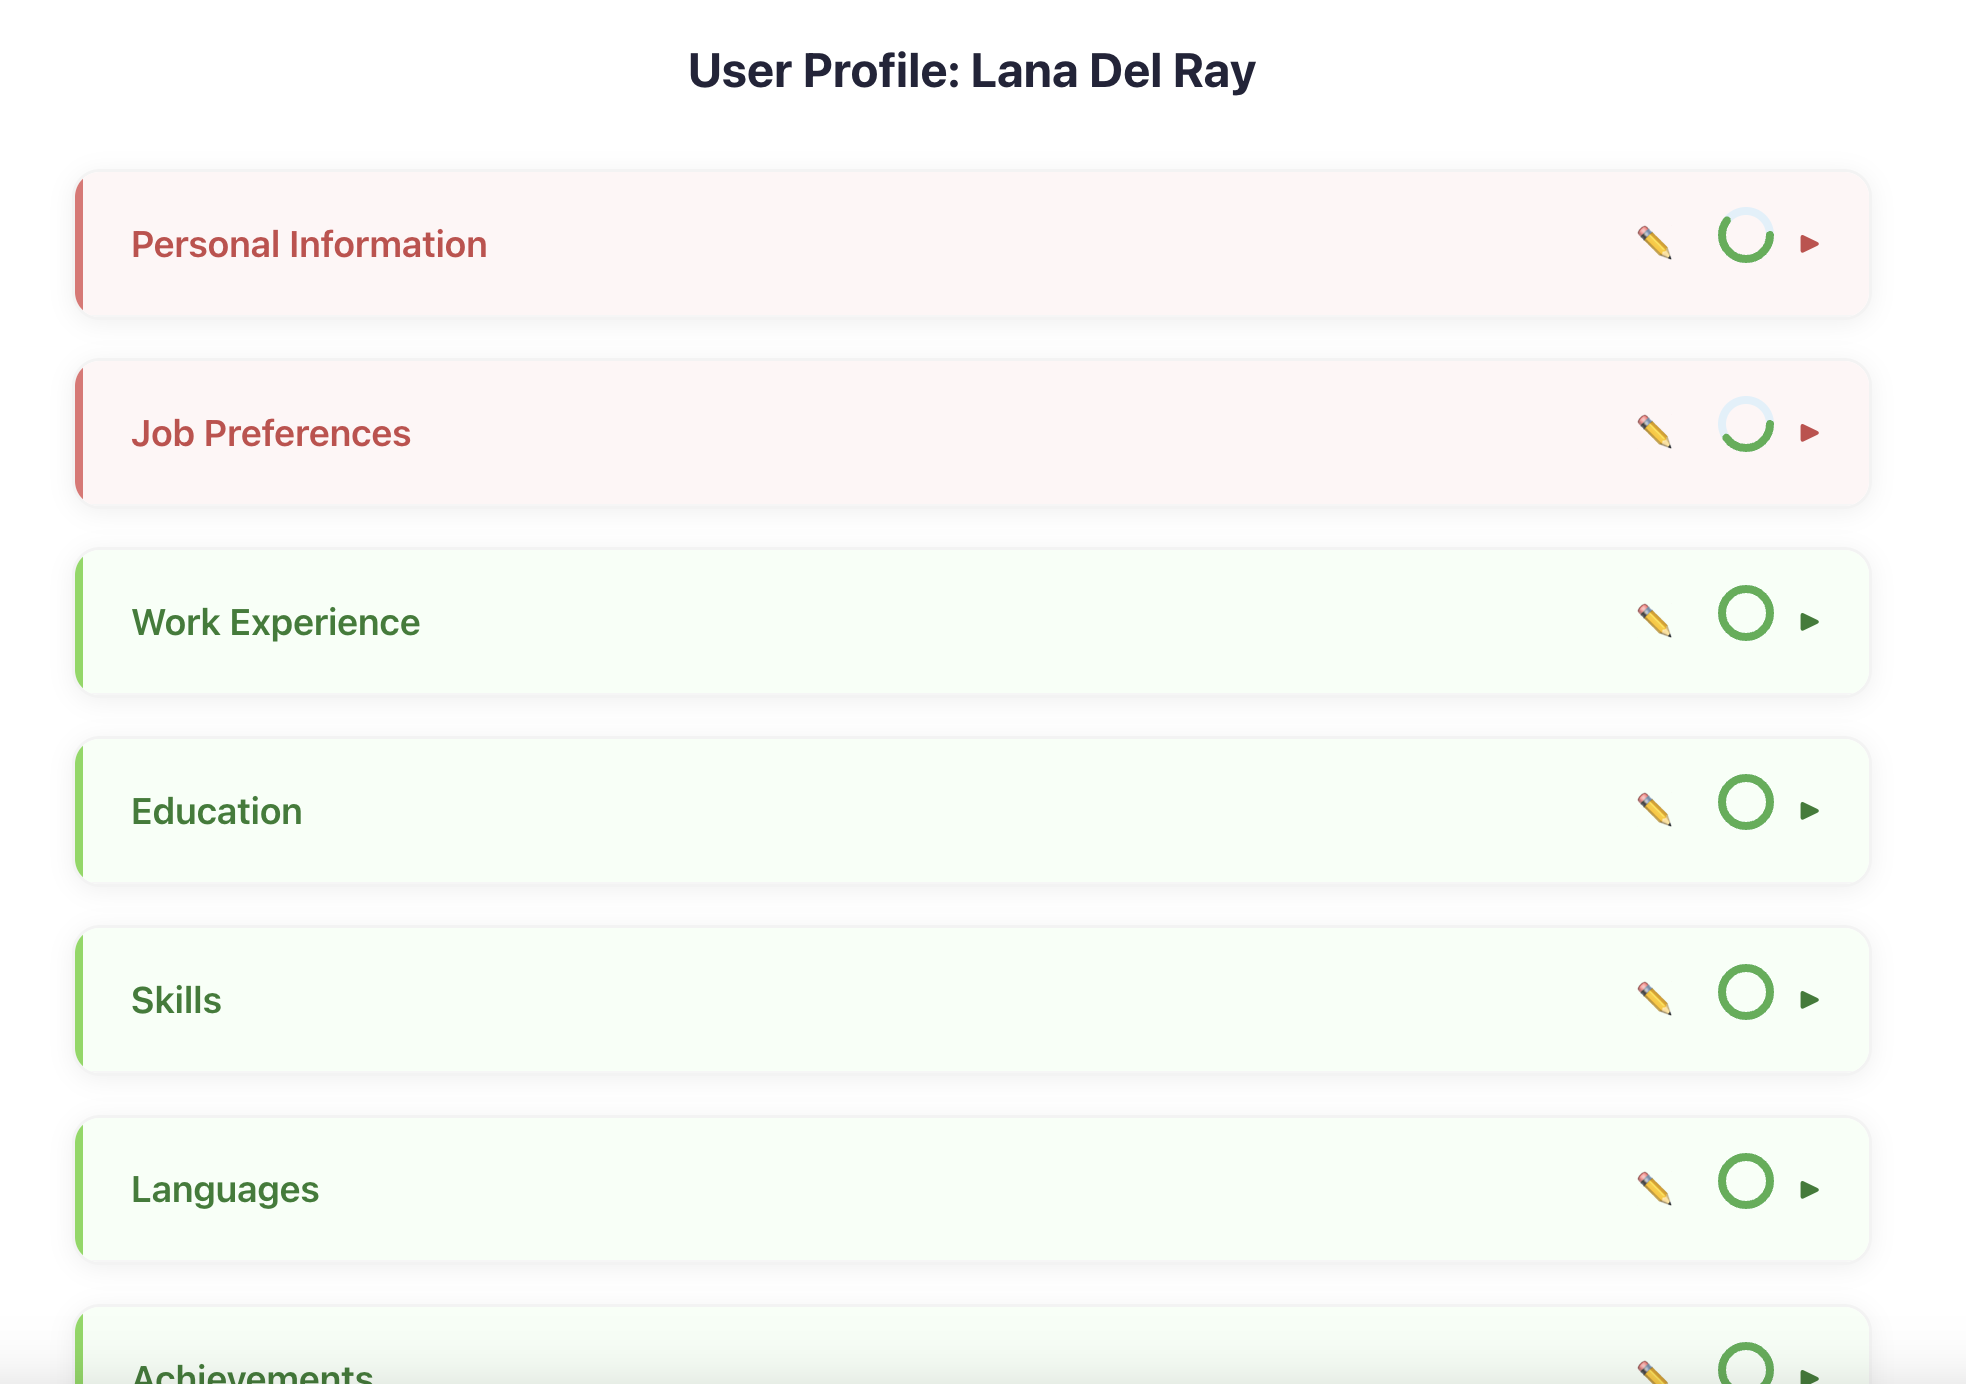 User Profile: Lana Del Ray
Personal Information
Job Preferences
Work Experience
Education
Skills
Languages
Achievements